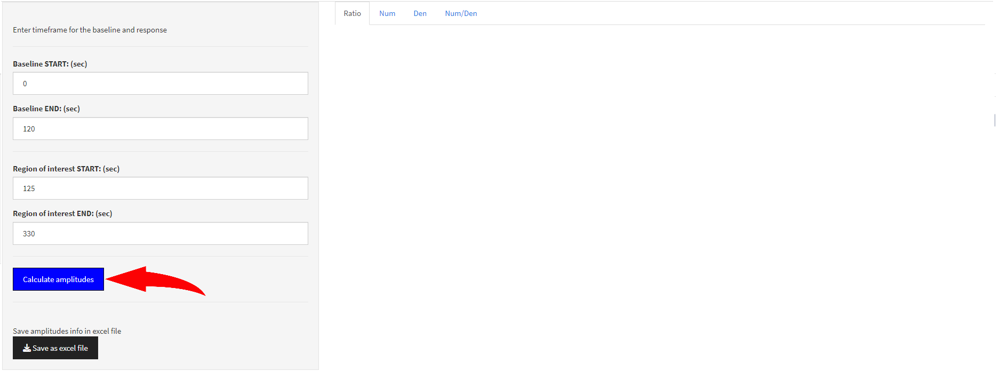 Enter timeframe for the baseline and response
Baseline START: (sec)
0
Baseline END: (sec)
120
Region of interest START: (sec)
125
Region of interest END: (sec)
330
Calculate amplitudes
Save amplitudes info in excel file
Save as excel file
Ratio Num Den Num/Den